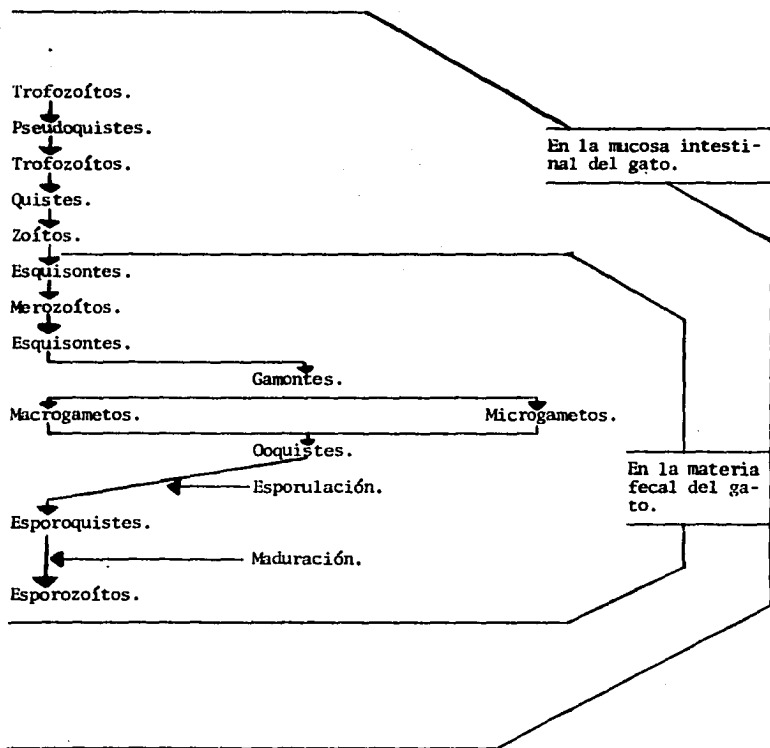 Trofozoítos.
Pseudoquistes.
En la mucosa intesti-
nal del gato.
Trofozoítos.
Quistes.
Zoítos.
Esquisontes.
Merozoítos.
Esquisontes.
Gamontes.
Macrogametos.
Microgametos.
Ooquistes.
En la materia
fecal del ga-
to.
Esporulación.
Esporoquistes.
Maduración.
Esporozoítos.